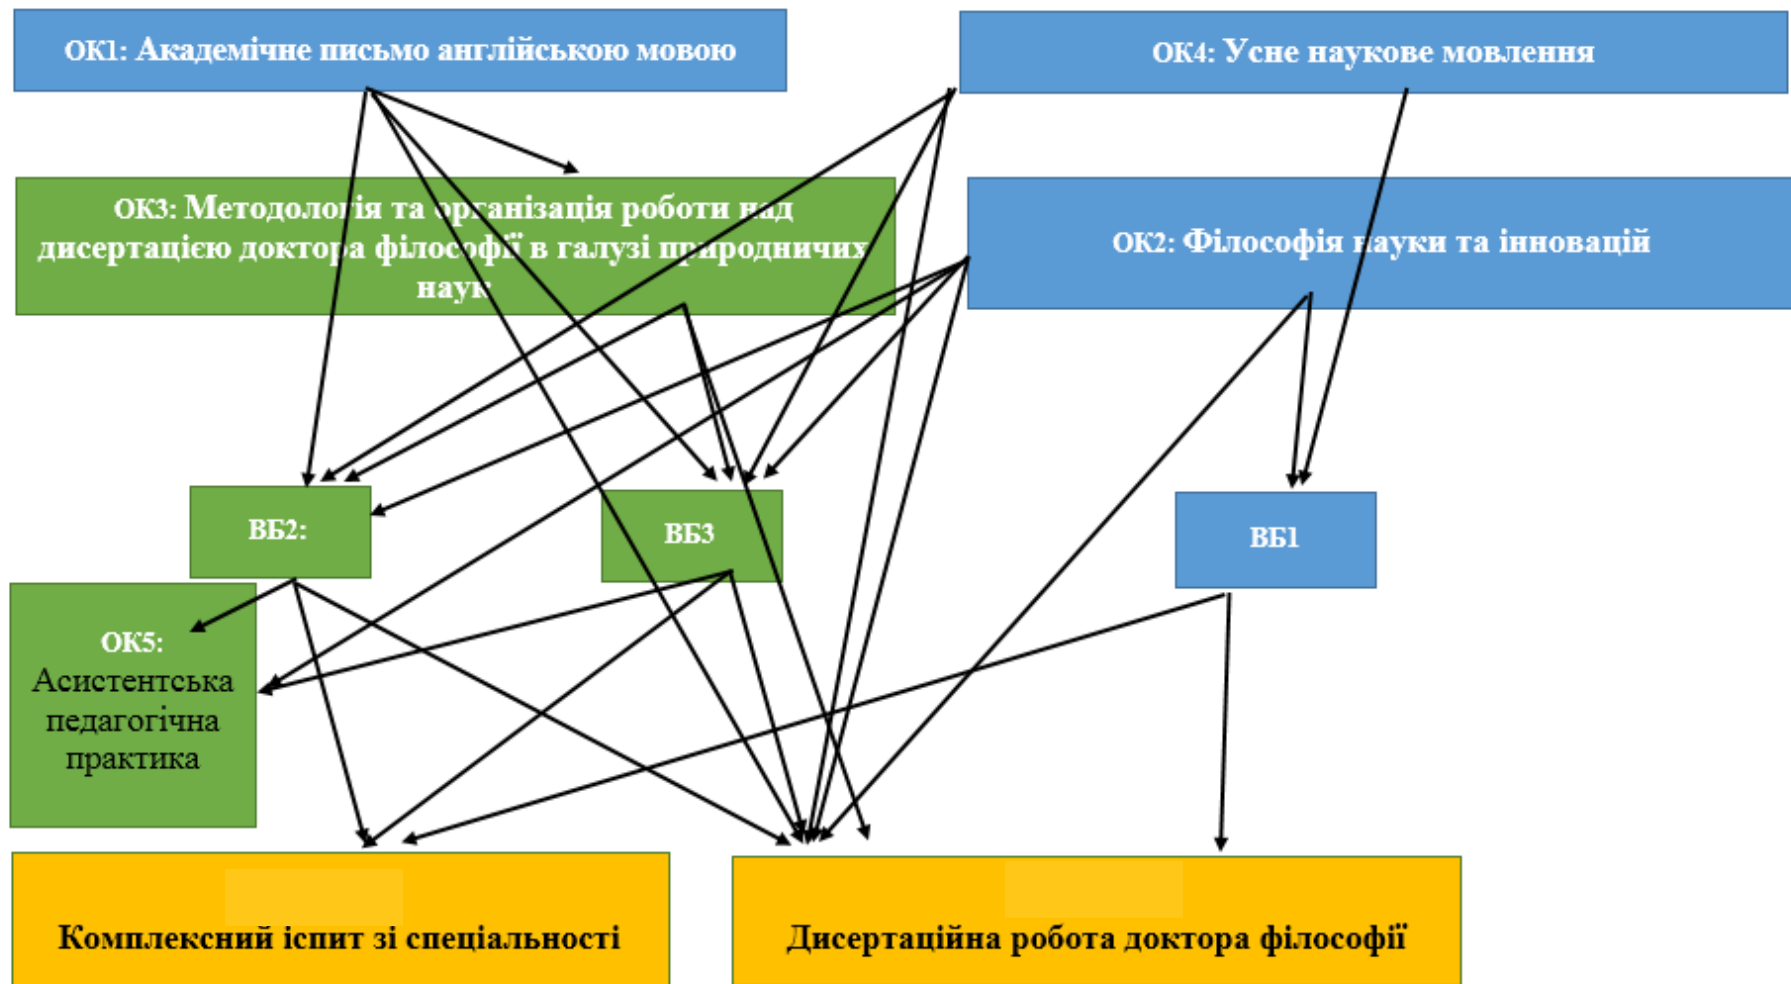 ОК1: Академічне письмо англійською мовою
ОК4: Усне наукове мовлення
ОК3: Методологія та організація роботи над
дисертацією доктора філософії в галузі природничих
наук
ОК2: Філософія науки та інновацій
ВБ2:
ВБ3
ВБ1
ОК5:
Асистентська
педагогічна
практика
Комплексний іспит зі спеціальності
Дисертаційна робота доктора філософії